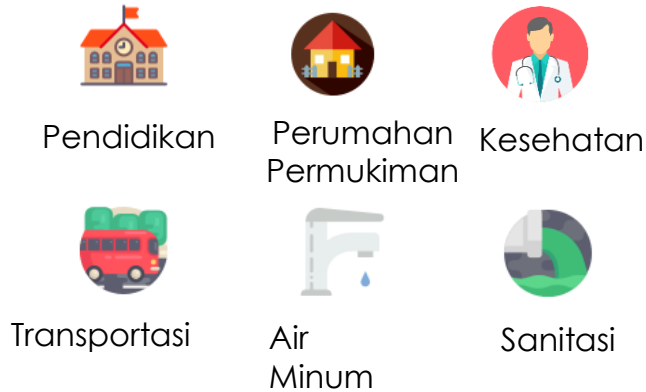 Pendidikan
Perumahan
Permukiman
Kesehatan
Transportasi
Air
Minum
Sanitasi